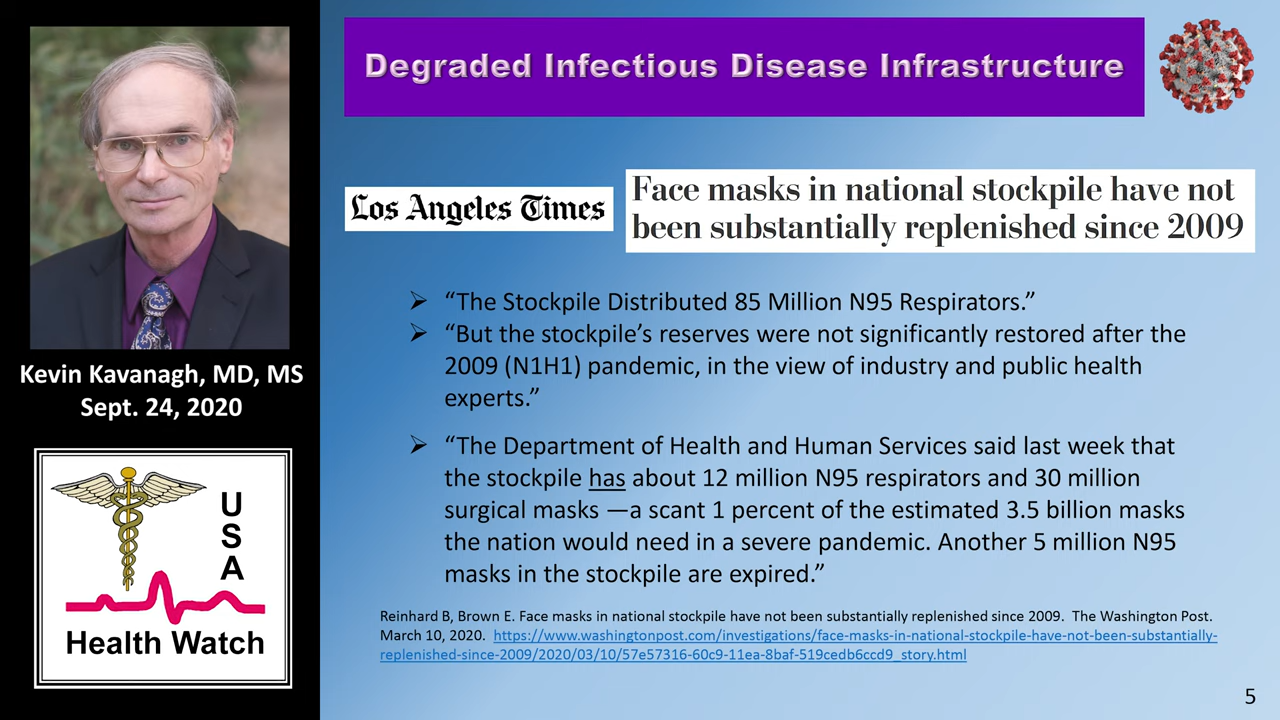 Degraded Infectious Disease Infrastructure
Los Angeles Times
Face masks in national stockpile have not
been substantially replenished since 2009
➢ “The Stockpile Distributed 85 Million N95 Respirators.”
➢ “But the stockpile’s reserves were not significantly restored after the
2009 (N1H1) pandemic, in the view of industry and public health
experts.”
➢ “The Department of Health and Human Services said last week that
the stockpile has about 12 million N95 respirators and 30 million
surgical masks —a scant 1 percent of the estimated 3.5 billion masks
the nation would need in a severe pandemic. Another 5 million N95
masks in the stockpile are expired.”
Reinhard B, Brown E. Face masks in national stockpile have not been substantially replenished since 2009. The Washington Post.
March 10, 2020. https://www.washingtonpost.com/investigations/face-masks-in-national-stockpile-have-not-been-substantially-
replenished-since-2009/2020/03/10/57e57316-60c9-11ea-8baf-519cedb6ccd9_story.html
5
Kevin Kavanagh, MD, MS
Sept. 24, 2020
U
S
A
Health Watch